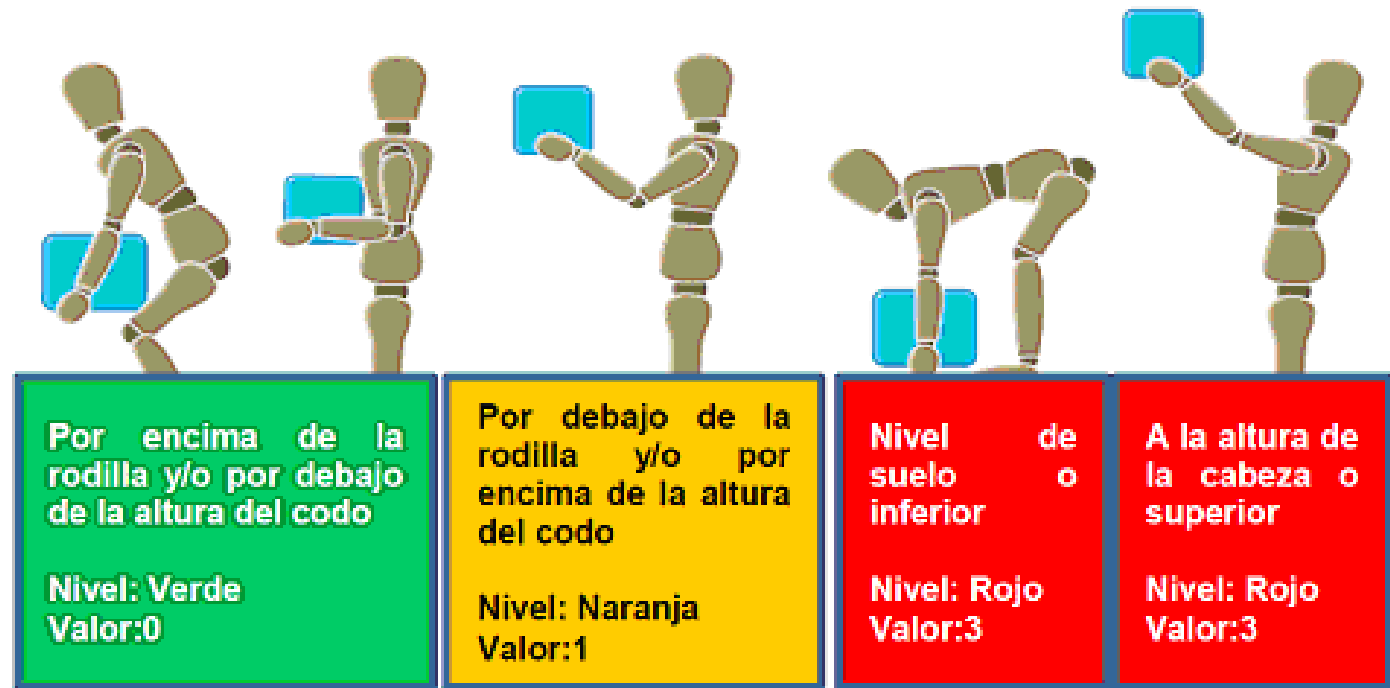 Por encima de la
rodilla y/o por debajo
de la altura del codo
Nivel: Verde
Valor:0
Por debajo de la
rodilla y/o por
encima de la altura
del codo
Nivel: Naranja
Valor:1
Nivel de
suelo o
inferior
Nivel: Rojo
Valor:3
A la altura de
la cabeza o
superior
Nivel: Rojo
Valor:3